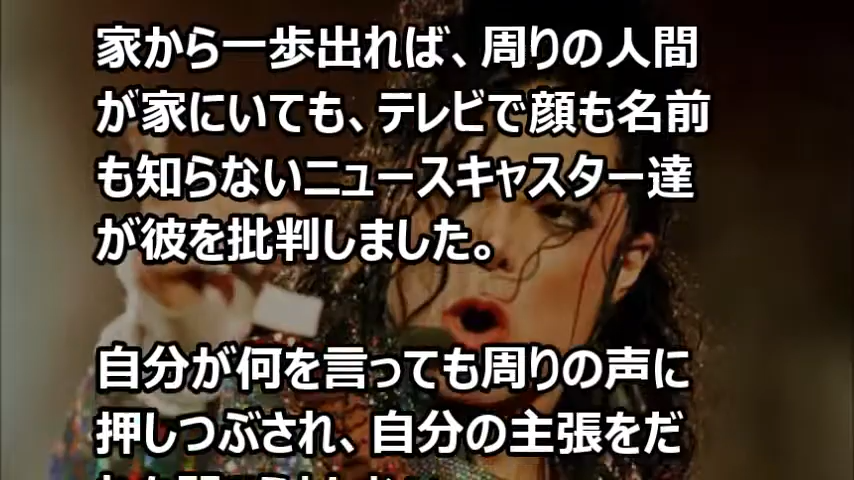 家から一歩出れば、周りの人間
が家にいても、テレビで顔も名前
も知らないニュースキャスター達
が彼を批判しました。
自分が何を言っても周りの声に
押しつぶされ、自分の主張をだ